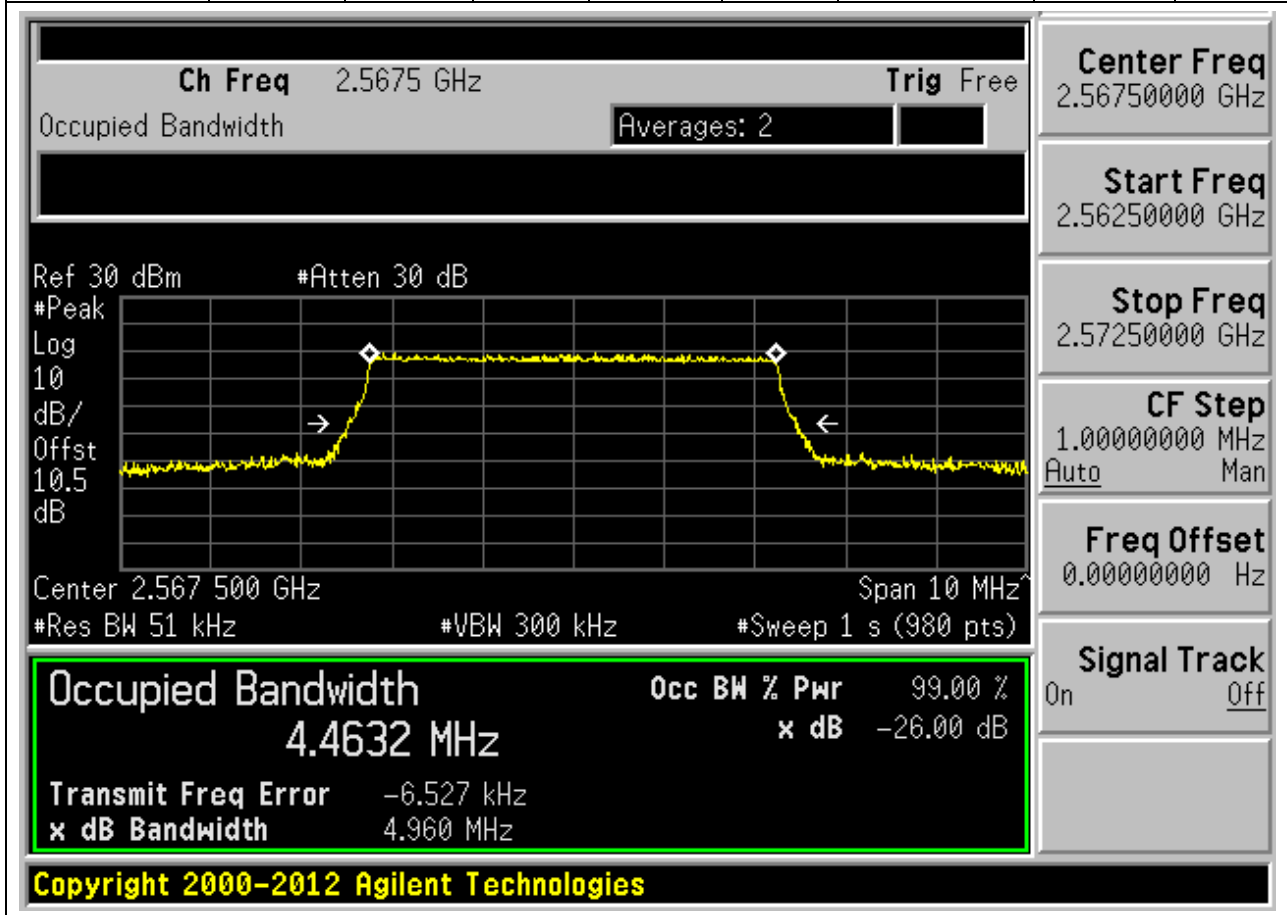 Ch Freq 2.5675 GHz Trig Free
Occupied Bandwidth Averages: 2
Ref 30 dBm #Atten 30 dB
#Peak
Log
10
dB/
Offst
10.5
dB
Center 2.567 500 GHz Span 10 MHz^
#Res BW 51 kHz #VBW 300 kHz #Sweep 1 s (980 pts)
Occupied Bandwidth Occ BW % Pwr 99.00 %
4.4632 MHz x dB -26.00 dB
Transmit Freq Error -6.527 kHz
x dB Bandwidth 4.960 MHz
Copyright 2000-2012 Agilent Technologies
Center Freq
2.56750000 GHz
Start Freq
2.56250000 GHz
Stop Freq
2.57250000 GHz
CF Step
1.00000000 MHz
Auto Man
Freq Offset
0.00000000 Hz
Signal Track
On Off